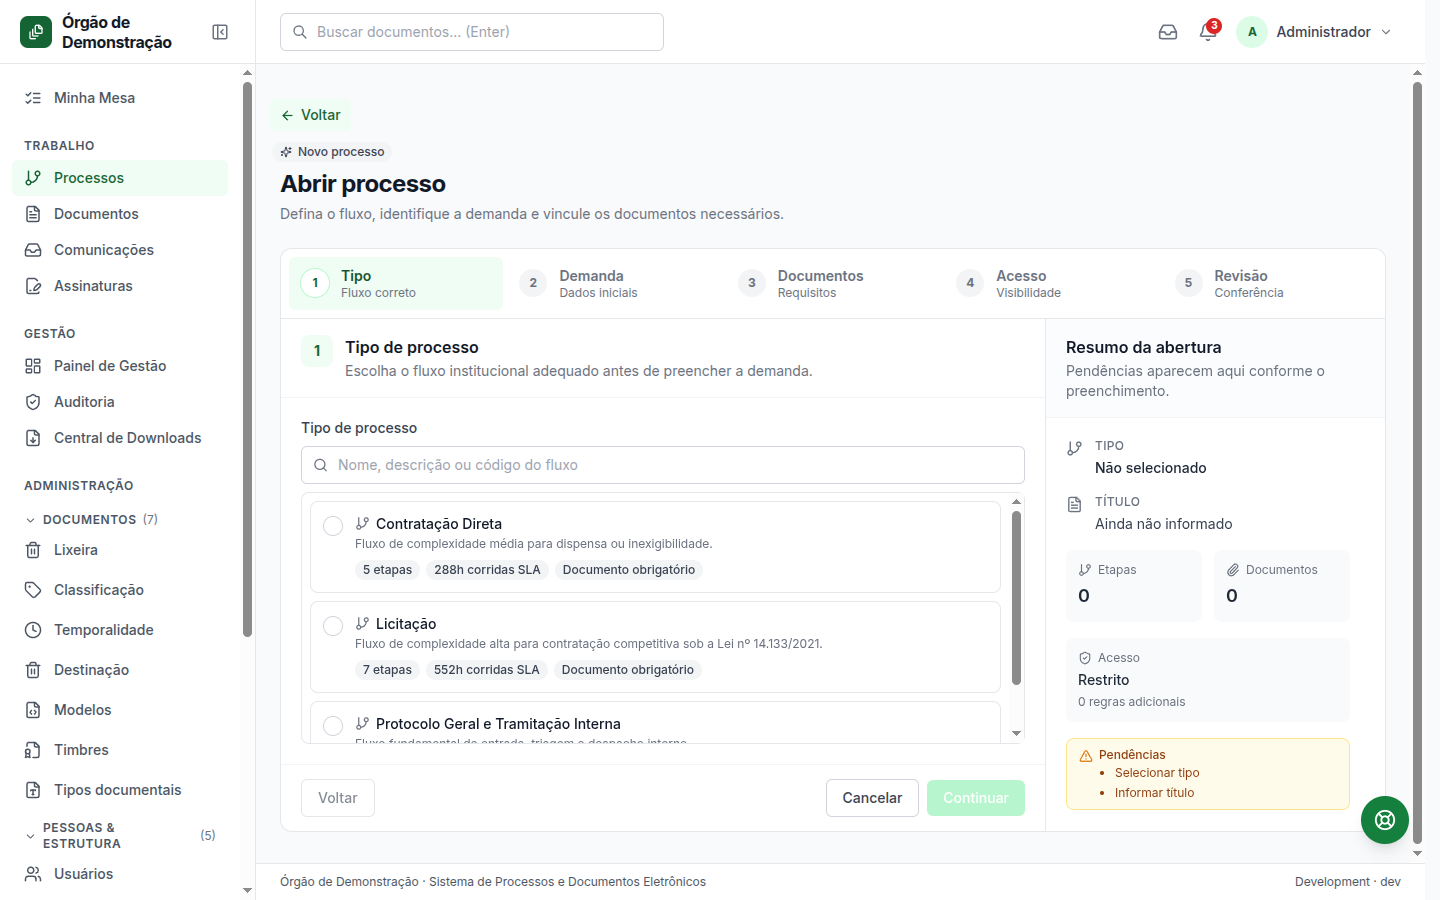 Órgão de
Demonstração
Buscar documentos... (Enter)
3
A
Administrador
Minha Mesa
TRABALHO
Processos
Documentos
Comunicações
Assinaturas
GESTÃO
Painel de Gestão
Auditoria
Central de Downloads
ADMINISTRAÇÃO
DOCUMENTOS (7)
Lixeira
Classificação
Temporalidade
Destinação
Modelos
Timbres
Tipos documentais
PESSOAS &
ESTRUTURA
(5)
Usuários
Voltar
Novo processo
Abrir processo
Defina o fluxo, identifique a demanda e vincule os documentos necessários.
1
Tipo
Fluxo correto
2
Demanda
Dados iniciais
3
Documentos
Requisitos
4
Acesso
Visibilidade
5
Revisão
Conferência
1
Tipo de processo
Escolha o fluxo institucional adequado antes de preencher a demanda.
Tipo de processo
Nome, descrição ou código do fluxo
Contratação Direta
Fluxo de complexidade média para dispensa ou inexigibilidade.
5 etapas
288h corridas SLA
Documento obrigatório
Licitação
Fluxo de complexidade alta para contratação competitiva sob a Lei nº 14.133/2021.
7 etapas
552h corridas SLA
Documento obrigatório
Protocolo Geral e Tramitação Interna
Fluxo fundamental de entrada, triagem e despacho interno.
Voltar
Cancelar
Continuar
Resumo da abertura
Pendências aparecem aqui conforme o
preenchimento.
TIPO
Não selecionado
TÍTULO
Ainda não informado
Etapas
0
Documentos
0
Acesso
Restrito
0 regras adicionais
Pendências
• Selecionar tipo
• Informar título
Órgão de Demonstração · Sistema de Processos e Documentos Eletrônicos
Development · dev